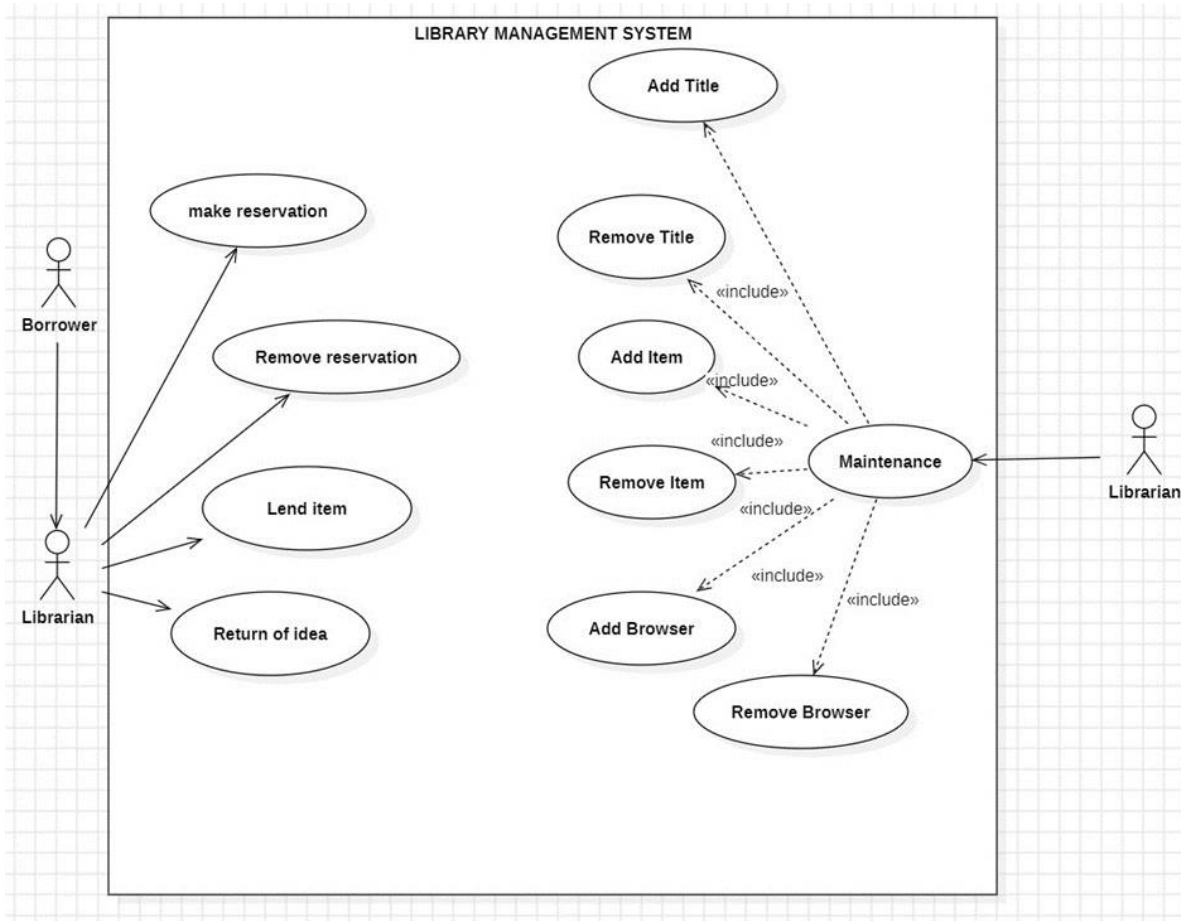 LIBRARY MANAGEMENT SYSTEM
Add Title
make reservation
Remove Title
«include»
Borrower
Remove reservation
Add Item
«include»
«include»
Maintenance
Remove Item
Librarian
Lend item
«include»
«include»
«include»
Librarian
Return of idea
Add Browser
Remove Browser